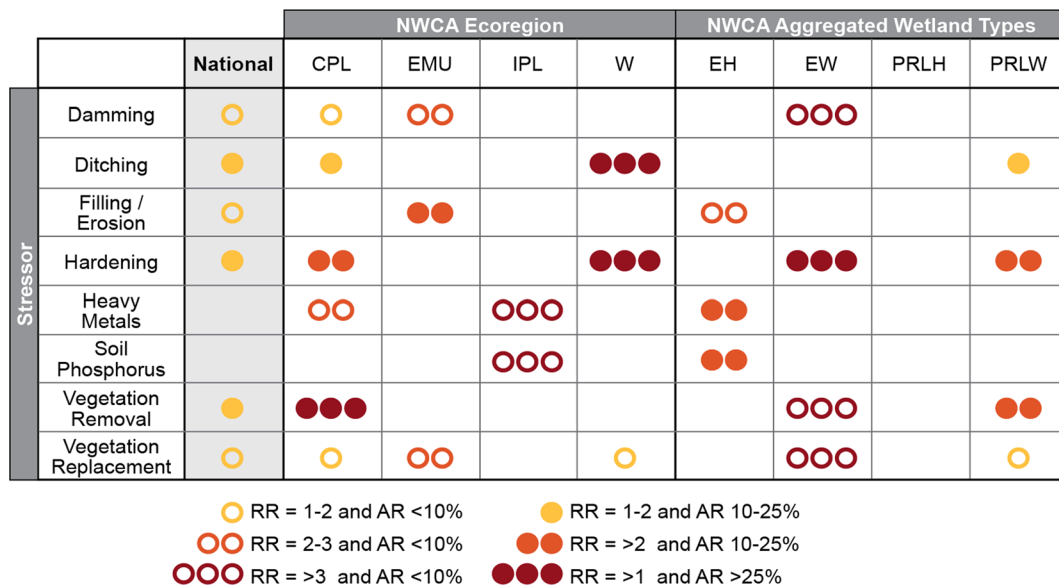 NWCA Ecoregion NWCA Aggregated Wetland Types
National CPL EMU IPL W EH EW PRLH PRLW
Stressor
Damming
Ditching
Filling /
Erosion
Hardening
Heavy
Metals
Soil
Phosphorus
Vegetation
Removal
Vegetation
Replacement
RR = 1-2 and AR <10% RR = 1-2 and AR 10-25%
RR = 2-3 and AR <10% RR = >2 and AR 10-25%
RR = >3 and AR <10% RR = >1 and AR >25%